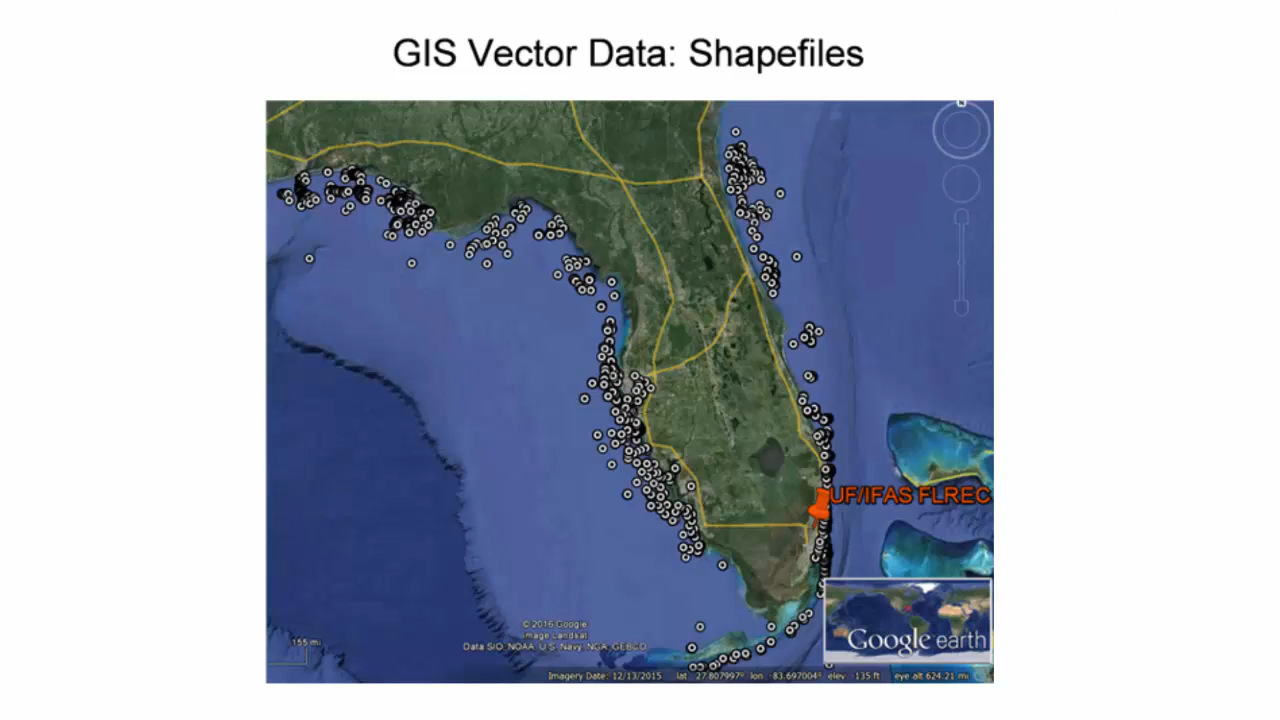 GIS Vector Data: Shapefiles
N
UF/IFAS FLREC
© 2016 Google
Image Landsat
Data SIO, NOAA, U.S. Navy, NGA, GEBCO
155 mi
Google earth
Imagery Date: 12/13/2015 lat 27.807997° lon -83.697004° elev -135 ft eye alt 624.21 mi